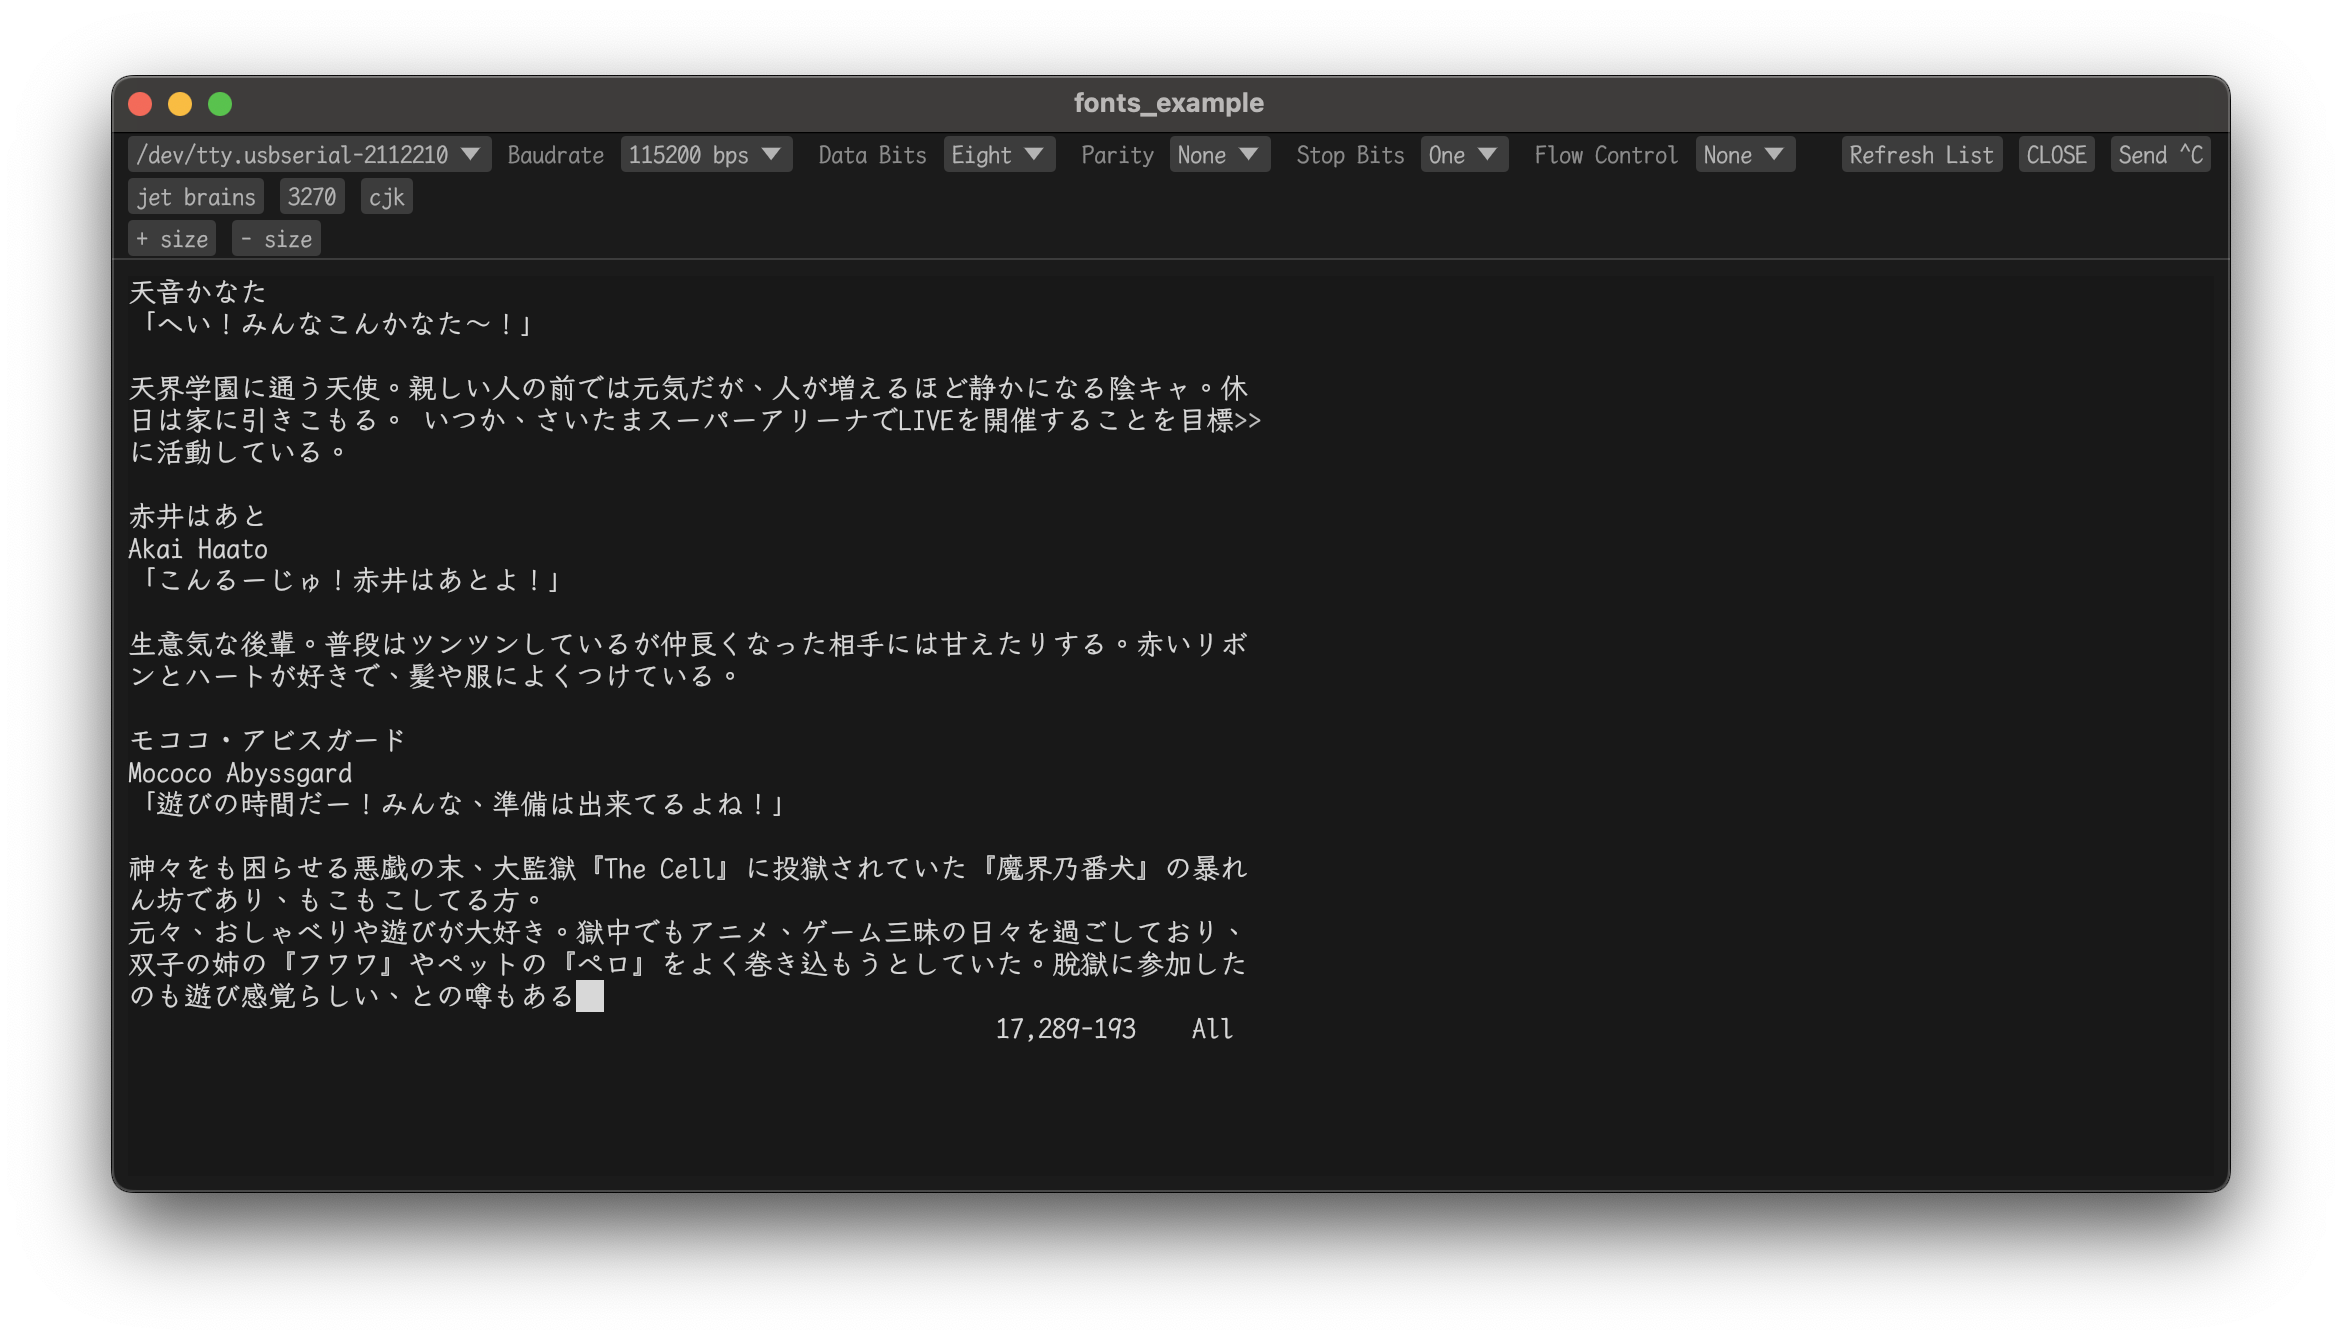 fonts_example
/dev/tty.usbserial-2112210 Baudrate 115200 bps Data Bits Eight Parity None Stop Bits One Flow Control None Refresh List CLOSE Send ^C
jet brains 3270 cjk
+ size - size
天音かなた
「へい！みんなこんかなた～！」
天界学園に通う天使。親しい人の前では元気だが、人が増えるほど静かになる陰キャ。休
日は家に引きこもる。 いつか、さいたまスーパーアリーナでLIVEを開催することを目標>>
に活動している。
赤井はあと
Akai Haato
「こんるーじゅ！赤井はあとよ！」
生意気な後輩。普段はツンツンしているが仲良くなった相手には甘えたりする。赤いリボ
ンとハートが好きで、髪や服によくつけている。
モココ・アビスガード
Mococo Abyssgard
「遊びの時間だー！みんな、準備は出来てるよね！」
神々をも困らせる悪戯の末、大監獄『The Cell』に投獄されていた『魔界乃番犬』の暴れ
ん坊であり、もこもこしてる方。
元々、おしゃべりや遊びが大好き。獄中でもアニメ、ゲーム三昧の日々を過ごしており、
双子の姉の『フワワ』やペットの『ペロ』をよく巻き込もうとしていた。脱獄に参加した
のも遊び感覚らしい、との噂もある
17,289-193 All